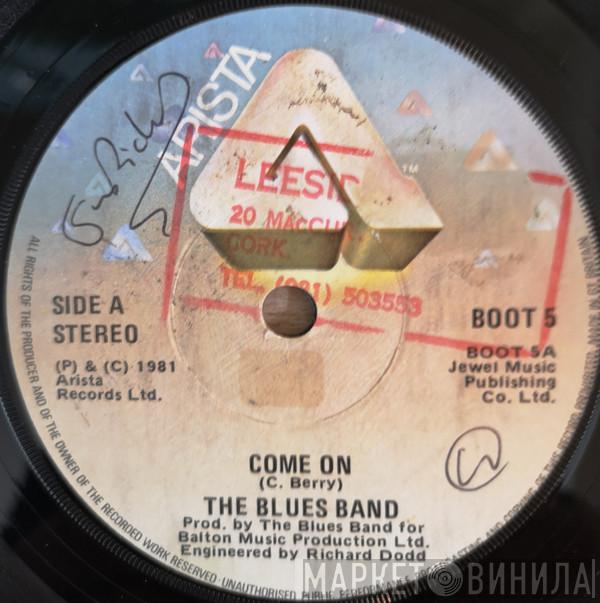 ARISTA
TM
LEESI
20 MACCU
CORK.
TEL. (021) 503553
SIDE A
STEREO
(P) & (C) 1981
Arista
Records Ltd.
BOOT 5
BOOT 5A
Jewel Music
Publishing
Co. Ltd.
COME ON
(C. Berry)
THE BLUES BAND
Prod. by The Blues Band for
Balton Music Production Ltd.
Engineered by Richard Dodd
ALL RIGHTS OF THE PRODUCER AND OF THE OWNER OF THE RECORDED WORK RESERVED · UNAUTHORISED PUBLIC PERFORMANCE
МАРКЕТ ВИНИЛА